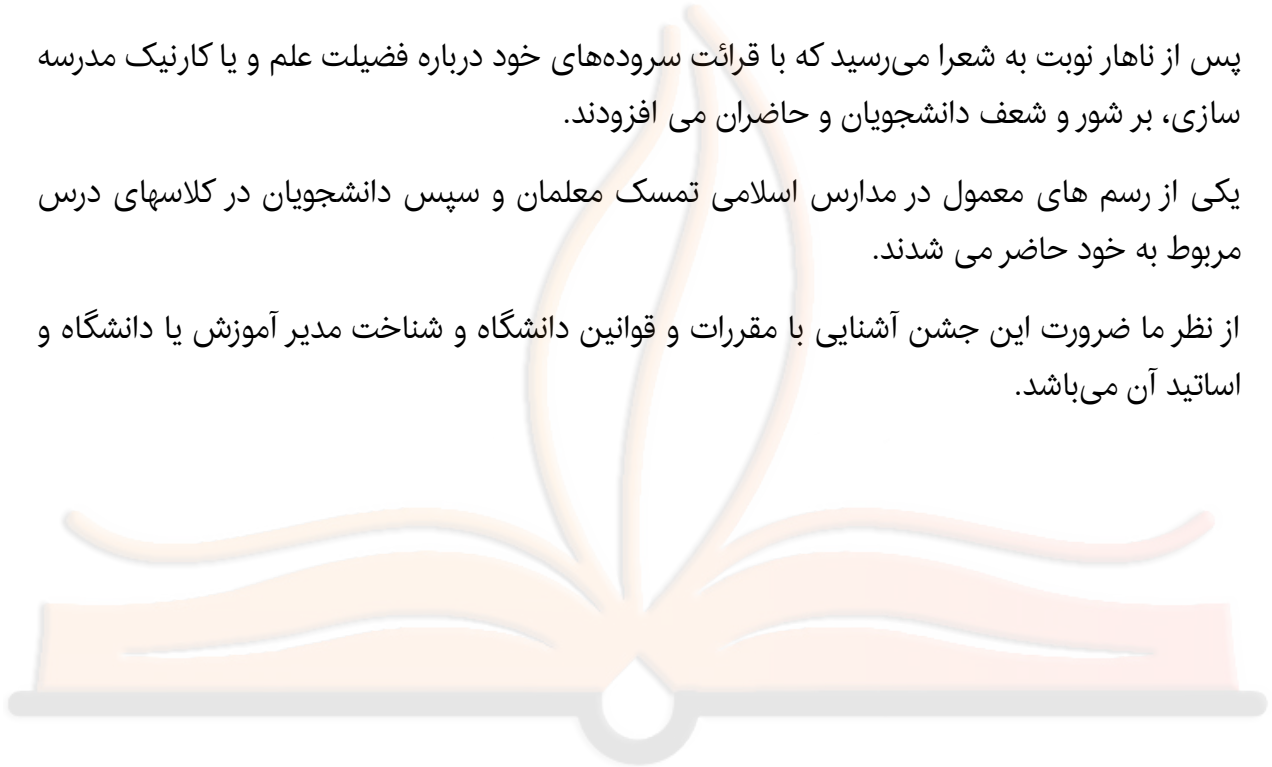 پس از ناهار نوبت به شعرا می‌رسید که با قرائت سروده‌های خود درباره فضیلت علم و یا کارنیک مدرسه
سازی، بر شور و شعف دانشجویان و حاضران می افزودند.
یکی از رسم های معمول در مدارس اسلامی تمسک معلمان و سپس دانشجویان در کلاسهای درس
مربوط به خود حاضر می شدند.
از نظر ما ضرورت این جشن آشنایی با مقررات و قوانین دانشگاه و شناخت مدیر آموزش یا دانشگاه و
اساتید آن می‌باشد.